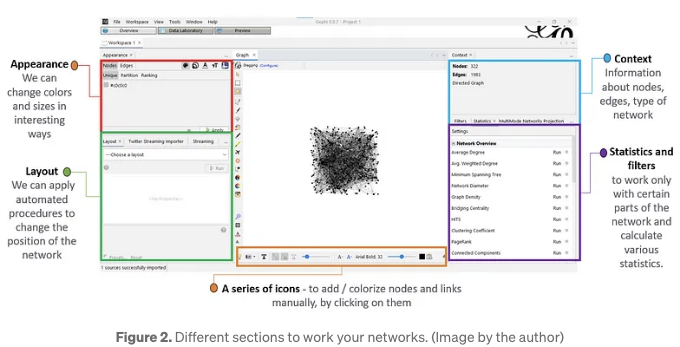 File Workspace View Tools Window Help
Gephi 0.9.7 - Project 1
Overview Data Laboratory Preview
Workspace 1 ×
Appearance ×
Nodes Edges
Unique Partition Ranking
#c0c0c0
Apply
Layout × Twitter Streaming Importer Streaming
---Choose a layout
Run
Presets... Reset
1 sources successfully imported
Graph ×
Dragging (Configure)
A- A- Arial Bold, 32
Context ×
Nodes: 322
Edges:
Directed Graph
Filters Statistics × MultiMode Networks Projection
Settings
Network Overview
Average Degree Run
Avg. Weighted Degree Run
Minimum Spanning Tree Run
Network Diameter Run
Graph Density Run
Bridging Centrality Run
HITS Run
Clustering Coefficient Run
PageRank Run
Connected Components Run
Appearance
We can
change colors
and sizes in
interesting
ways
Layout
We can apply
automated
procedures to
change the
position of the
network
Context
Information
about nodes,
edges, type of
network
Statistics and
filters
to work only
with certain
parts of the
network and
calculate
various
statistics.
A series of icons - to add / colorize nodes and links
manually, by clicking on them
Figure 2. Different sections to work your networks. (Image by the author)